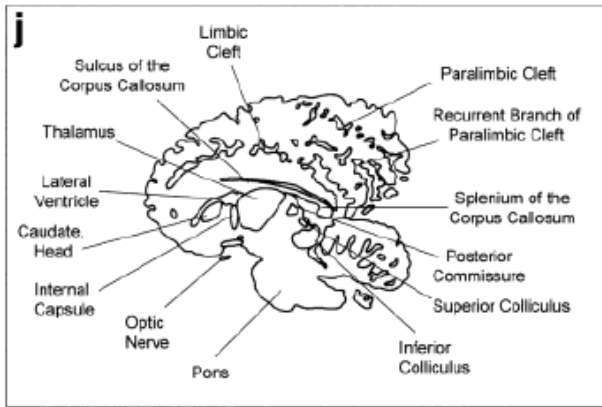 j
Limbic
Cleft
Sulcus of the
Corpus Callosum
Paralimbic Cleft
Thalamus
Recurrent Branch of
Paralimbic Cleft
Lateral
Ventricle
Splenium of the
Corpus Callosum
Caudate,
Head
Posterior
Commissure
Internal
Capsule
Superior Colliculus
Optic
Nerve
Inferior
Colliculus
Pons